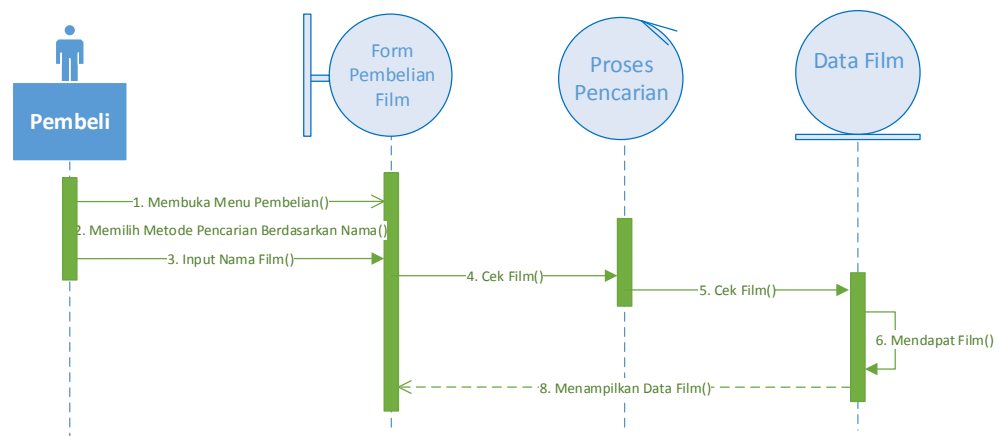 Pembeli
Form
Pembelian
Film
Proses
Pencarian
Data Film
1. Membuka Menu Pembelian()
2. Memilih Metode Pencarian Berdasarkan Nama()
3. Input Nama Film()
4. Cek Film()
5. Cek Film()
6. Mendapat Film()
8. Menampilkan Data Film()